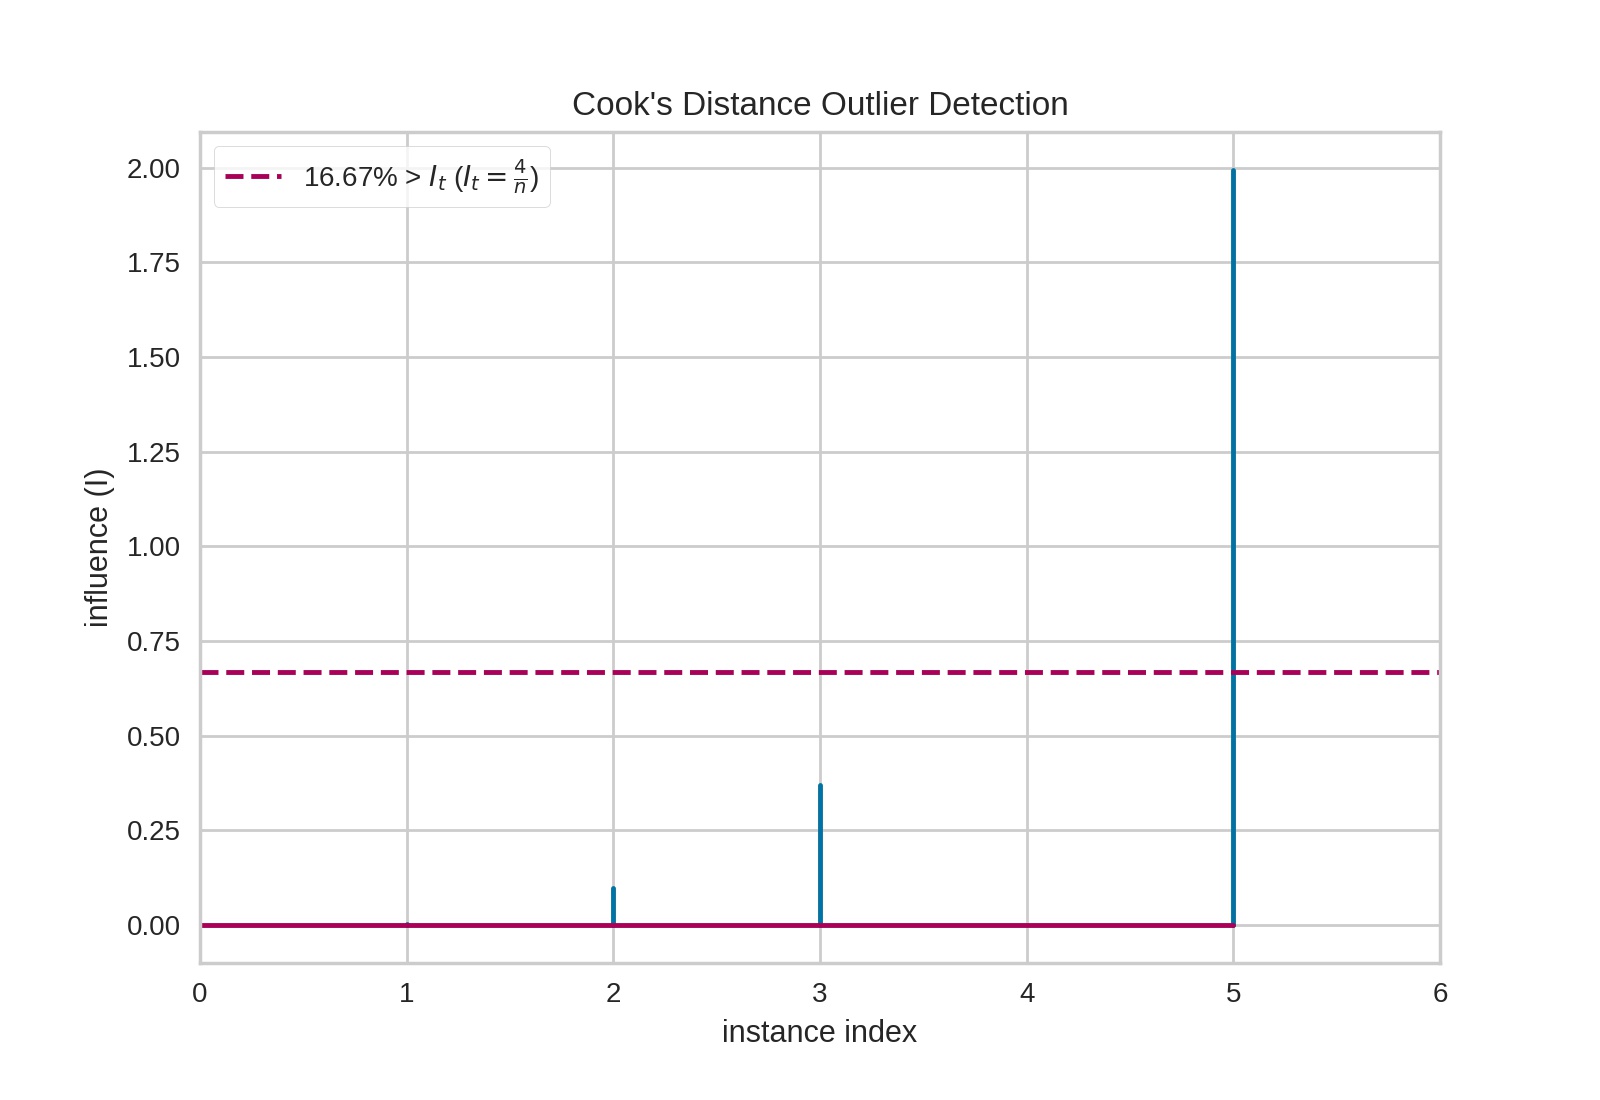 Cook's Distance Outlier Detection
16.67% > I_t (I_t = 4/n)
2.00
1.75
1.50
1.25
1.00
0.75
0.50
0.25
0.00
influence (I)
0 1 2 3 4 5 6
instance index